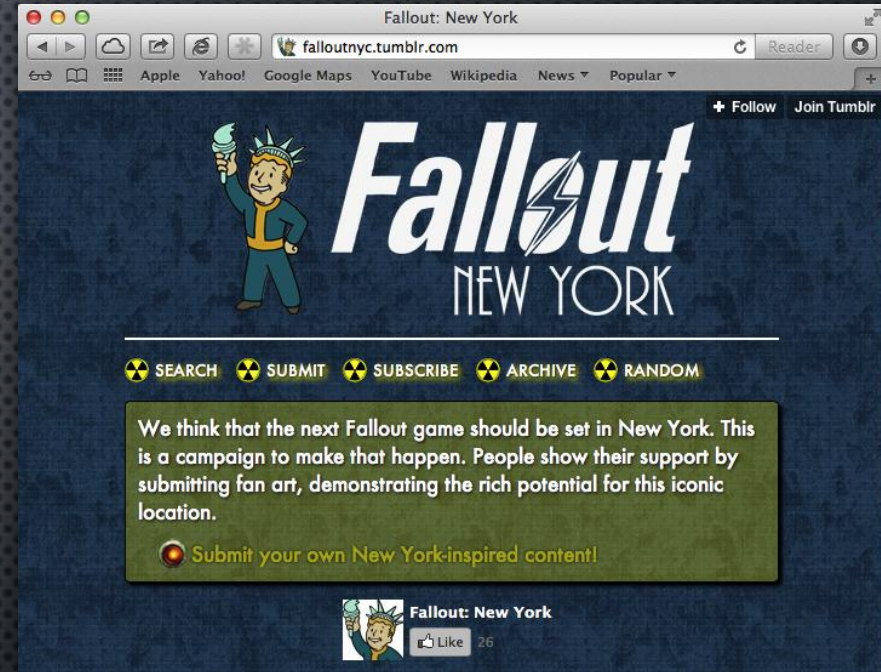 Fallout: New York
falloutnyc.tumblr.com
Reader
Apple Yahoo! Google Maps YouTube Wikipedia News Popular
+ Follow Join Tumblr
Fallout
NEW YORK
SEARCH SUBMIT SUBSCRIBE ARCHIVE RANDOM
We think that the next Fallout game should be set in New York. This
is a campaign to make that happen. People show their support by
submitting fan art, demonstrating the rich potential for this iconic
location.
Submit your own New York-inspired content!
Fallout: New York
Like 26